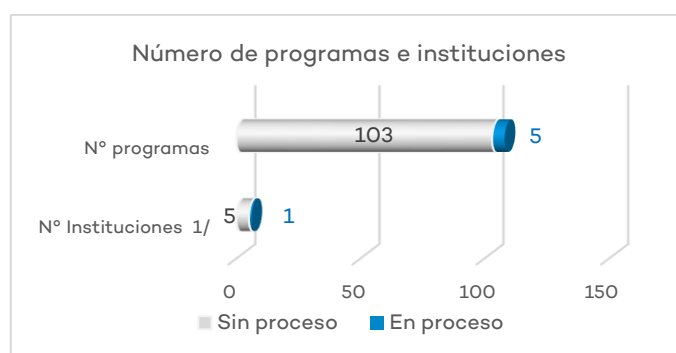 Número de programas e instituciones
N° programas 103 5
N° Instituciones 1/ 5 1
0 50 100 150
Sin proceso En proceso